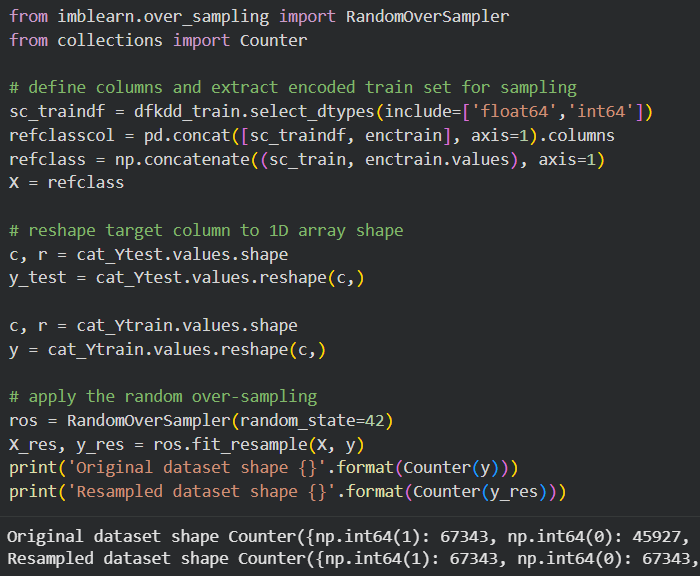 from imblearn.over_sampling import RandomOverSampler
from collections import Counter
# define columns and extract encoded train set for sampling
sc_traindf = dfkdd_train.select_dtypes(include=['float64','int64'])
refclasscol = pd.concat([sc_traindf, enctrain], axis=1).columns
refclass = np.concatenate((sc_train, enctrain.values), axis=1)
X = refclass
# reshape target column to 1D array shape
c, r = cat_Ytest.values.shape
y_test = cat_Ytest.values.reshape(c,)
c, r = cat_Ytrain.values.shape
y = cat_Ytrain.values.reshape(c,)
# apply the random over-sampling
ros = RandomOverSampler(random_state=42)
X_res, y_res = ros.fit_resample(X, y)
print('Original dataset shape {}'.format(Counter(y)))
print('Resampled dataset shape {}'.format(Counter(y_res)))
Original dataset shape Counter({np.int64(1): 67343, np.int64(0): 45927,
Resampled dataset shape Counter({np.int64(1): 67343, np.int64(0): 67343,